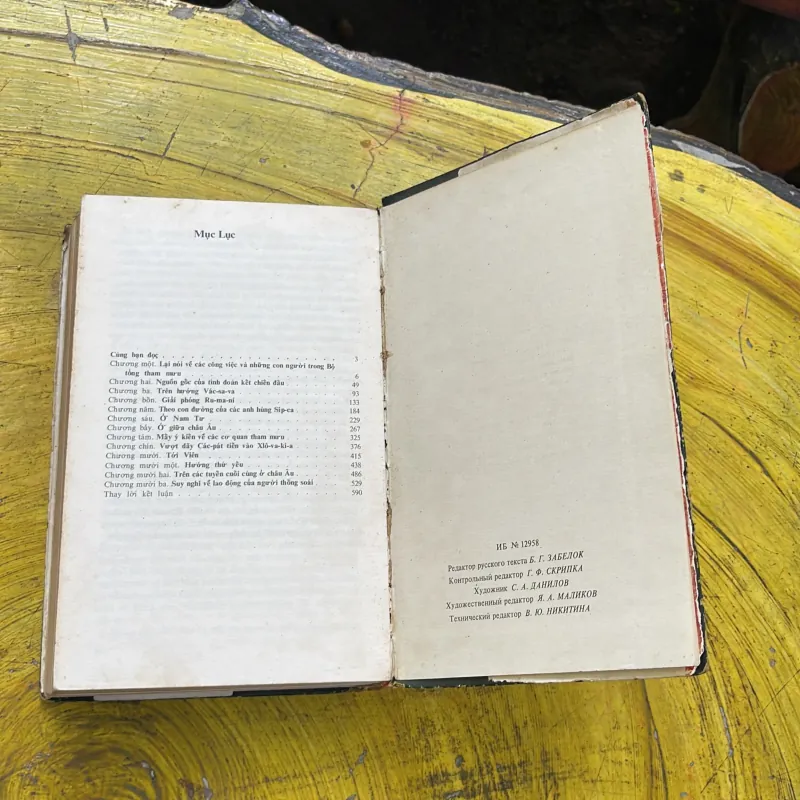 Mục Lục
Cùng bạn đọc . . . . . . . . . . . . . . . . . . . . 5
Chương một. Lại nói về các công việc và những con người trong Bộ
tổng tham mưu . . . . . . . . . . . . . . . . . . . . 6
Chương hai. Nguồn gốc của tình đoàn kết chiến đấu . . . . . . 49
Chương ba. Trên hướng Vác-sa-va . . . . . . . . . . . . 93
Chương bốn. Giải phóng Ru-ma-ni . . . . . . . . . . . . 133
Chương năm. Theo con đường của các anh hùng Síp-ca . . . . . 184
Chương sáu. Ở Nam Tư . . . . . . . . . . . . . . . . 229
Chương bảy. Ở giữa châu Âu . . . . . . . . . . . . . . 267
Chương tám. Mấy ý kiến về các cơ quan tham mưu . . . . . . 325
Chương chín. Vượt dãy Các-pát tiến vào Xlô-va-ki-a . . . . . . 376
Chương mười. Tới Viên . . . . . . . . . . . . . . . . 415
Chương mười một. Hướng thứ yếu . . . . . . . . . . . . 438
Chương mười hai. Trên các tuyến cuối cùng ở châu Âu . . . . . 486
Chương mười ba. Suy nghĩ về lao động của người thống soái . . . 529
Thay lời kết luận . . . . . . . . . . . . . . . . . . 590
ИБ № 12958
Редактор русского текста Б. Г. ЗАБЕЛОК
Контрольный редактор Г. Ф. СКРИПКА
Художник С. А. ДАНИЛОВ
Художественный редактор Я. А. МАЛИКОВ
Технический редактор В. Ю. НИКИТИНА